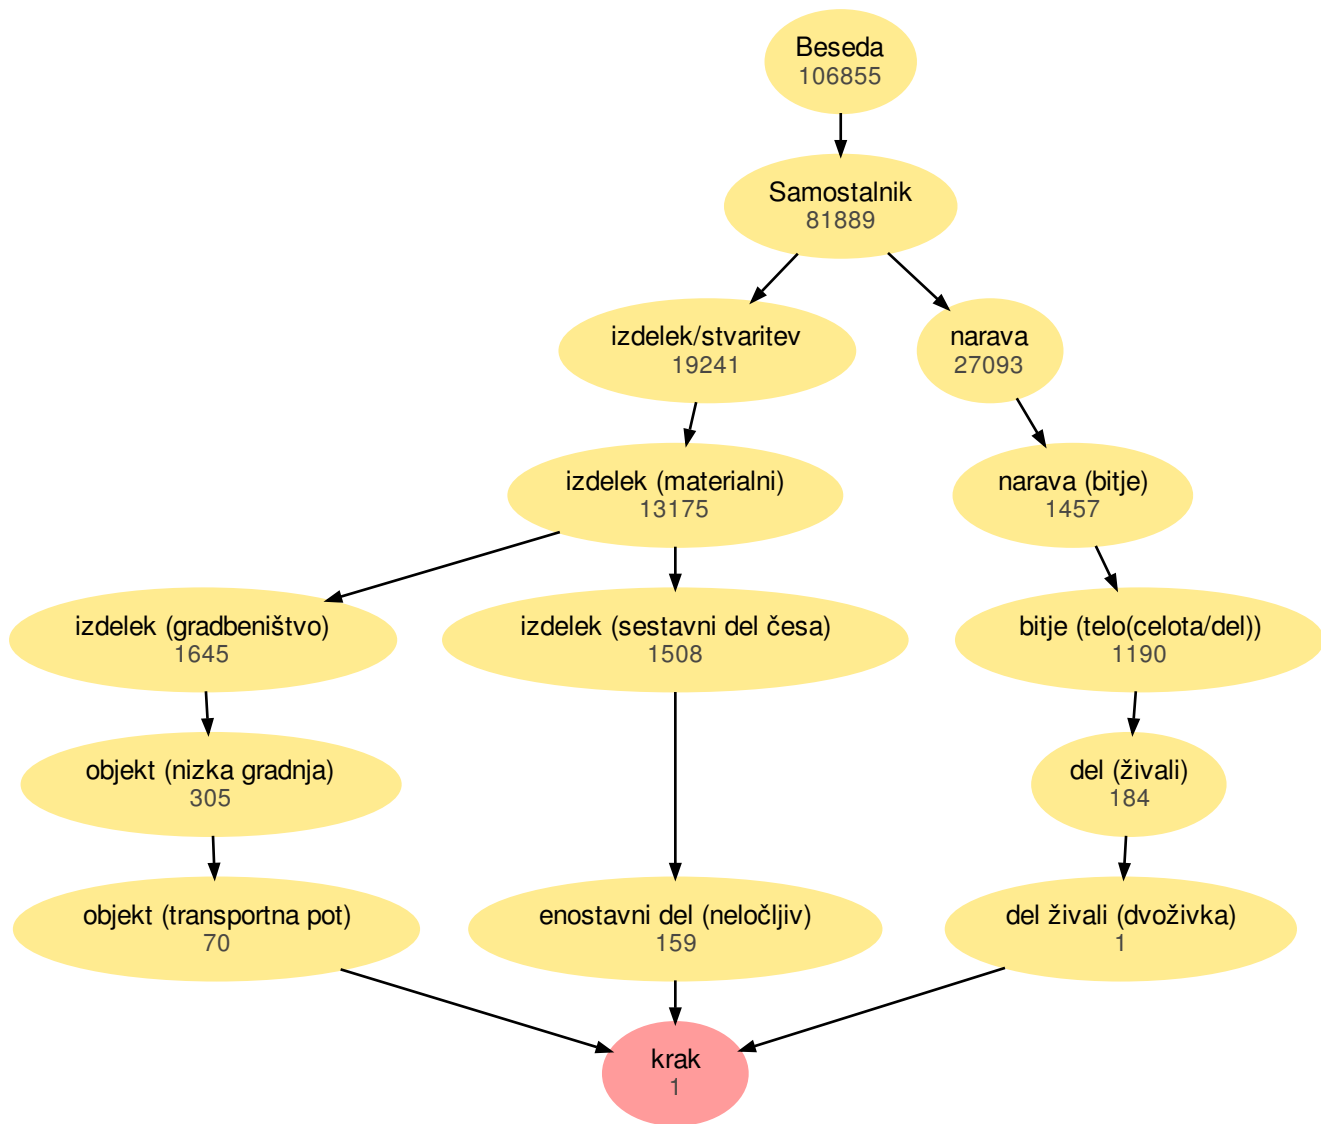 Beseda
106855
Samostalnik
81889
izdelek/stvaritev
19241
narava
27093
izdelek (materialni)
13175
narava (bitje)
1457
izdelek (gradbeništvo)
1645
izdelek (sestavni del česa)
1508
bitje (telo(celota/del))
1190
objekt (nizka gradnja)
305
del (živali)
184
objekt (transportna pot)
70
enostavni del (neločljiv)
159
del živali (dvoživka)
1
krak
1